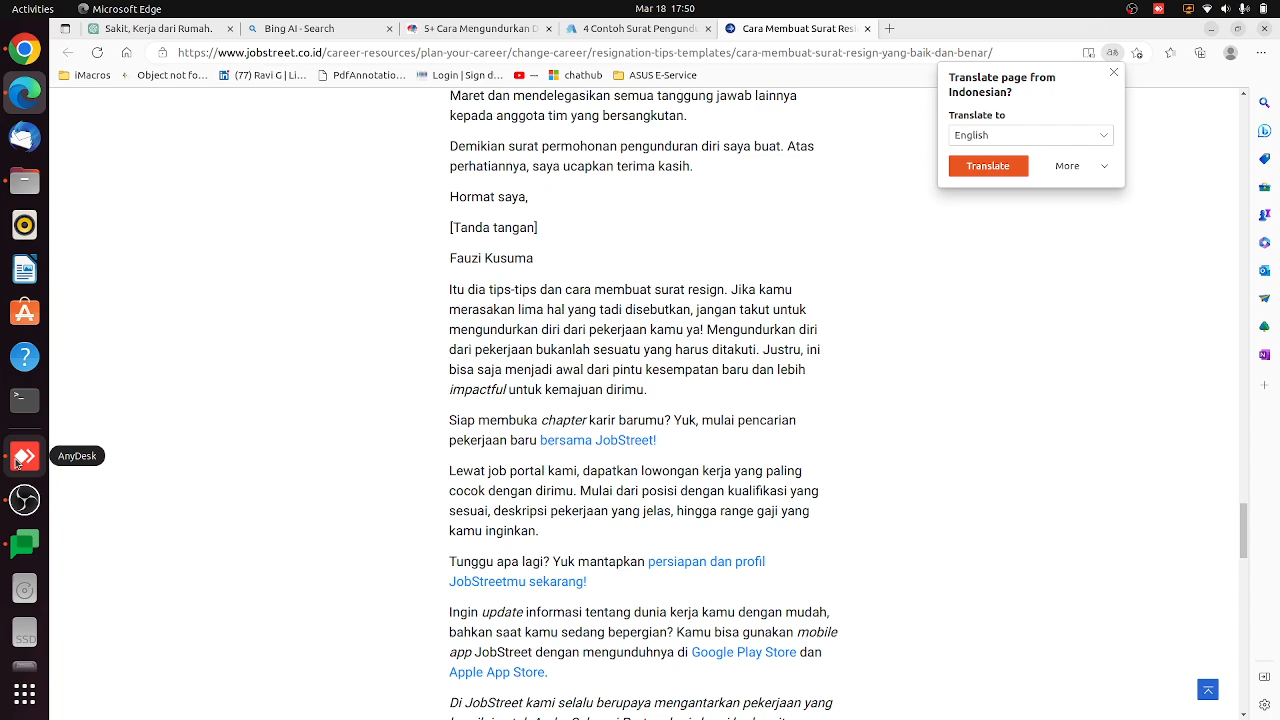 Activities
Microsoft Edge
Mar 18 17:50
Sakit, Kerja dari Rumah.
Bing AI - Search
5+ Cara Mengundurkan D
4 Contoh Surat Pengundu
Cara Membuat Surat Resi
https://www.jobstreet.co.id/career-resources/plan-your-career/change-career/resignation-tips-templates/cara-membuat-surat-resign-yang-baik-dan-benar/
iMacros
Object not fo...
(77) Ravi G | Li...
PdfAnnotatio...
Login | Sign d...
chathub
ASUS E-Service
Translate page from
Indonesian?
Translate to
English
Translate
More
Maret dan mendelegasikan semua tanggung jawab lainnya
kepada anggota tim yang bersangkutan.
Demikian surat permohonan pengunduran diri saya buat. Atas
perhatiannya, saya ucapkan terima kasih.
Hormat saya,
[Tanda tangan]
Fauzi Kusuma
Itu dia tips-tips dan cara membuat surat resign. Jika kamu
merasakan lima hal yang tadi disebutkan, jangan takut untuk
mengundurkan diri dari pekerjaan kamu ya! Mengundurkan diri
dari pekerjaan bukanlah sesuatu yang harus ditakuti. Justru, ini
bisa saja menjadi awal dari pintu kesempatan baru dan lebih
impactful untuk kemajuan dirimu.
Siap membuka chapter karir barumu? Yuk, mulai pencarian
pekerjaan baru bersama JobStreet!
AnyDesk
Lewat job portal kami, dapatkan lowongan kerja yang paling
cocok dengan dirimu. Mulai dari posisi dengan kualifikasi yang
sesuai, deskripsi pekerjaan yang jelas, hingga range gaji yang
kamu inginkan.
Tunggu apa lagi? Yuk mantapkan persiapan dan profil
JobStreetmu sekarang!
Ingin update informasi tentang dunia kerja kamu dengan mudah,
bahkan saat kamu sedang bepergian? Kamu bisa gunakan mobile
app JobStreet dengan mengunduhnya di Google Play Store dan
Apple App Store.
SSD
Di JobStreet kami selalu berupaya mengantarkan pekerjaan yang